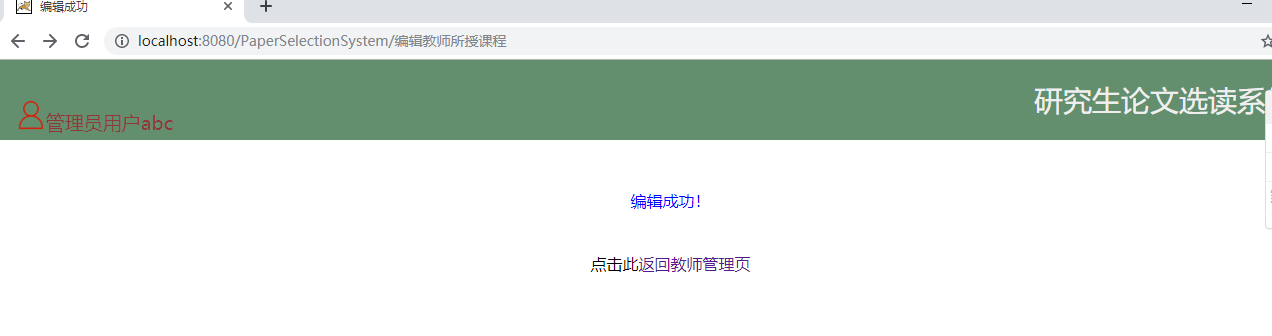 编辑成功
localhost:8080/PaperSelectionSystem/编辑教师所授课程
研究生论文选读系
管理员用户abc
编辑成功！
点击此返回教师管理页